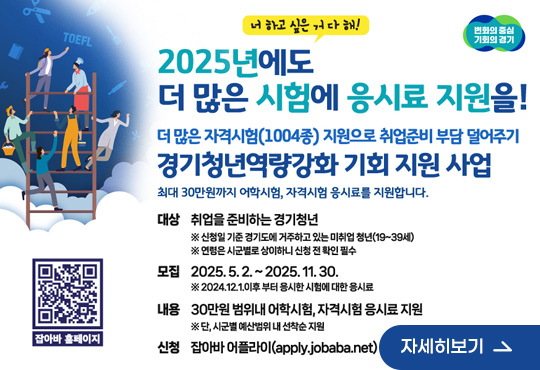 너 하고 싶은 거 다 해!
변화의 중심
기회의 경기
TOEFL
2025년에도
더 많은 시험에 응시료 지원을!
더 많은 자격시험(1004종) 지원으로 취업준비 부담 덜어주기
경기청년역량강화 기회 지원 사업
최대 30만원까지 어학시험, 자격시험 응시료를 지원합니다.
대상 취업을 준비하는 경기청년
※ 신청일 기준 경기도에 거주하고 있는 미취업 청년(19~39세)
※ 연령은 시군별로 상이하니 신청 전 확인 필수
모집 2025. 5. 2. ~ 2025. 11. 30.
※ 2024.12.1.이후 부터 응시한 시험에 대한 응시료
내용 30만원 범위내 어학시험, 자격시험 응시료 지원
※ 단, 시군별 예산범위 내 선착순 지원
신청 잡아바 어플라이(apply.jobaba.net)
잡아바 홈페이지
자세히보기